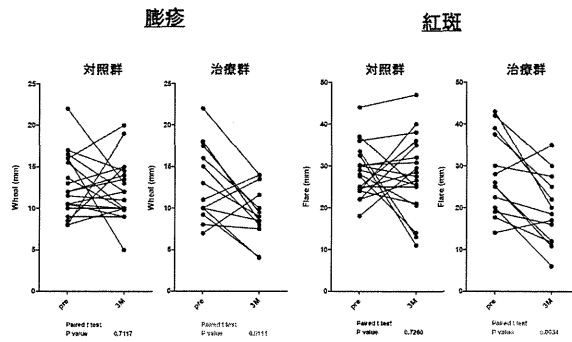 膨疹
紅斑
対照群
治療群
対照群
治療群
Wheal (mm)
25
20
15
10
5
0
pre
3M
Paired t test
P value 0.7117
Wheal (mm)
25
20
15
10
5
0
pre
3M
Paired t test
P value
Flare (mm)
50
40
30
20
10
0
pre
3M
Paired t test
P value 0.7260
Flare (mm)
50
40
30
20
10
0
pre
3M
Paired t test
P value